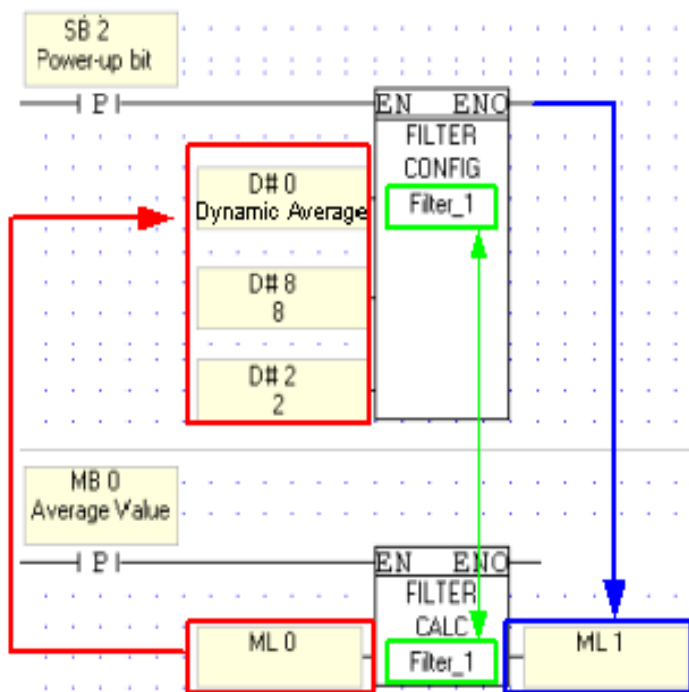 SB 2
Power-up bit
P
EN ENO
FILTER
CONFIG
Filter_1
D# 0
Dynamic Average
D# 8
8
D# 2
2
MB 0
Average Value
P
EN ENO
FILTER
CALC
Filter_1
ML 0
ML 1